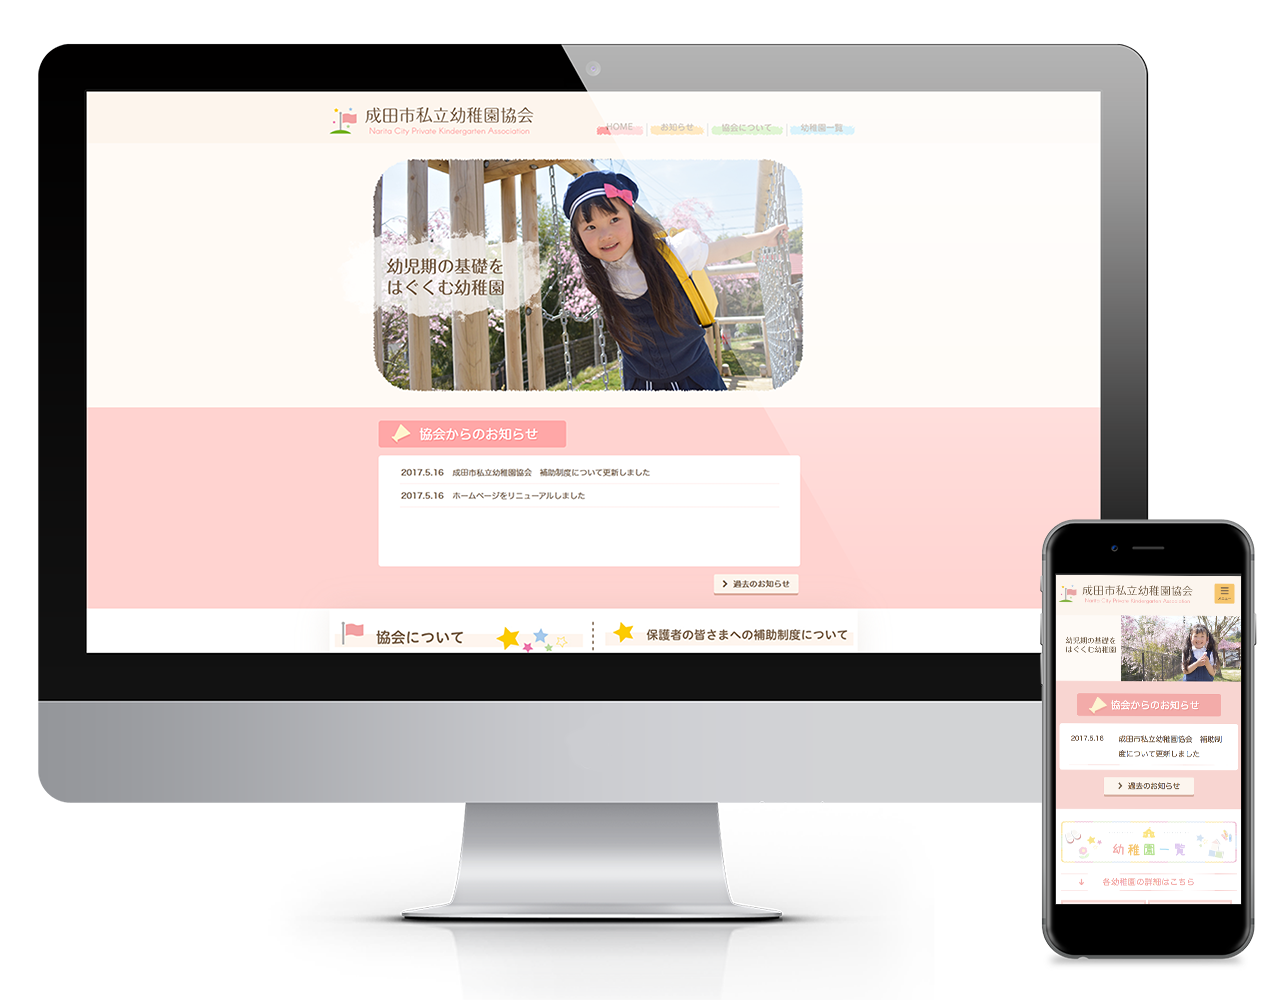 成田市私立幼稚園協会
Narita City Private Kindergarten Association
HOME
お知らせ
協会について
幼稚園一覧
幼児期の基礎を
はぐくむ幼稚園
協会からのお知らせ
2017.5.16 成田市私立幼稚園協会　補助制度について更新しました
2017.5.16 ホームページをリニューアルしました
過去のお知らせ
協会について
保護者の皆さまへの補助制度について
成田市私立幼稚園協会
Narita City Private Kindergarten Association
メニュー
幼児期の基礎を
はぐくむ幼稚園
協会からのお知らせ
2017.5.16 成田市私立幼稚園協会　補助制
度について更新しました
過去のお知らせ
幼稚園一覧
各幼稚園の詳細はこちら